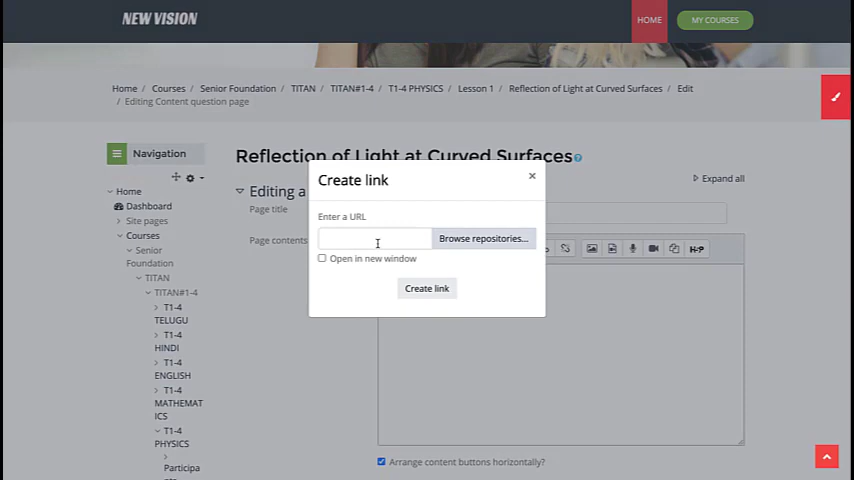 NEW VISION
HOME
MY COURSES
Home / Courses / Senior Foundation / TITAN / TITAN#1-4 / T1-4 PHYSICS / Lesson 1 / Reflection of Light at Curved Surfaces / Edit
/ Editing Content question page
Navigation
Home
Dashboard
Site pages
Courses
Senior
Foundation
TITAN
TITAN#1-4
T1-4
TELUGU
T1-4
HINDI
T1-4
ENGLISH
T1-4
MATHEMAT
ICS
T1-4
PHYSICS
Participa
Reflection of Light at Curved Surfaces
Expand all
Editing a
Page title
Page contents
H-P
Create link
×
Enter a URL
Browse repositories...
Open in new window
Create link
Arrange content buttons horizontally?